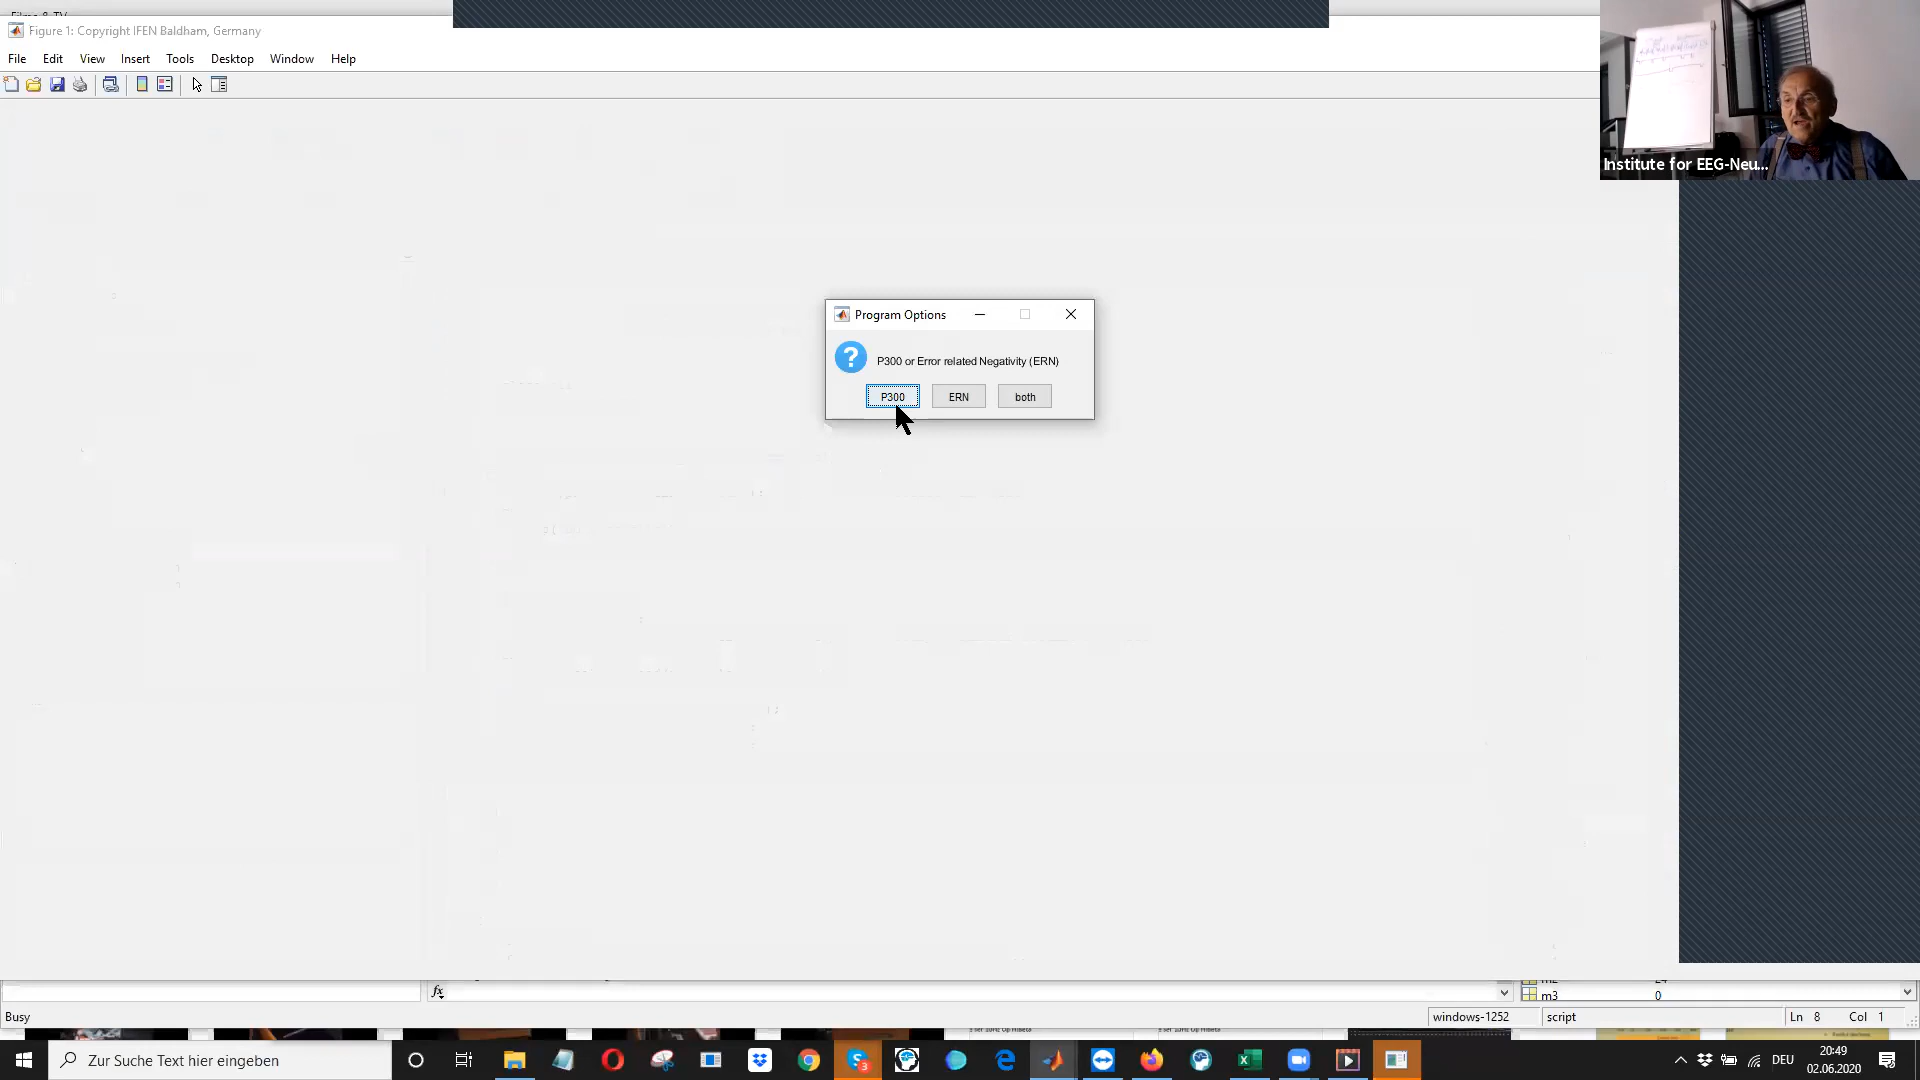 Figure 1: Copyright IFEN Baldham, Germany
File Edit View Insert Tools Desktop Window Help
Institute for EEG-Neu...
Program Options
P300 or Error related Negativity (ERN)
P300 ERN both
fx
m3 0
Busy
windows-1252 script Ln 8 Col 1
Zur Suche Text hier eingeben
3
DEU
20:49
02.06.2020